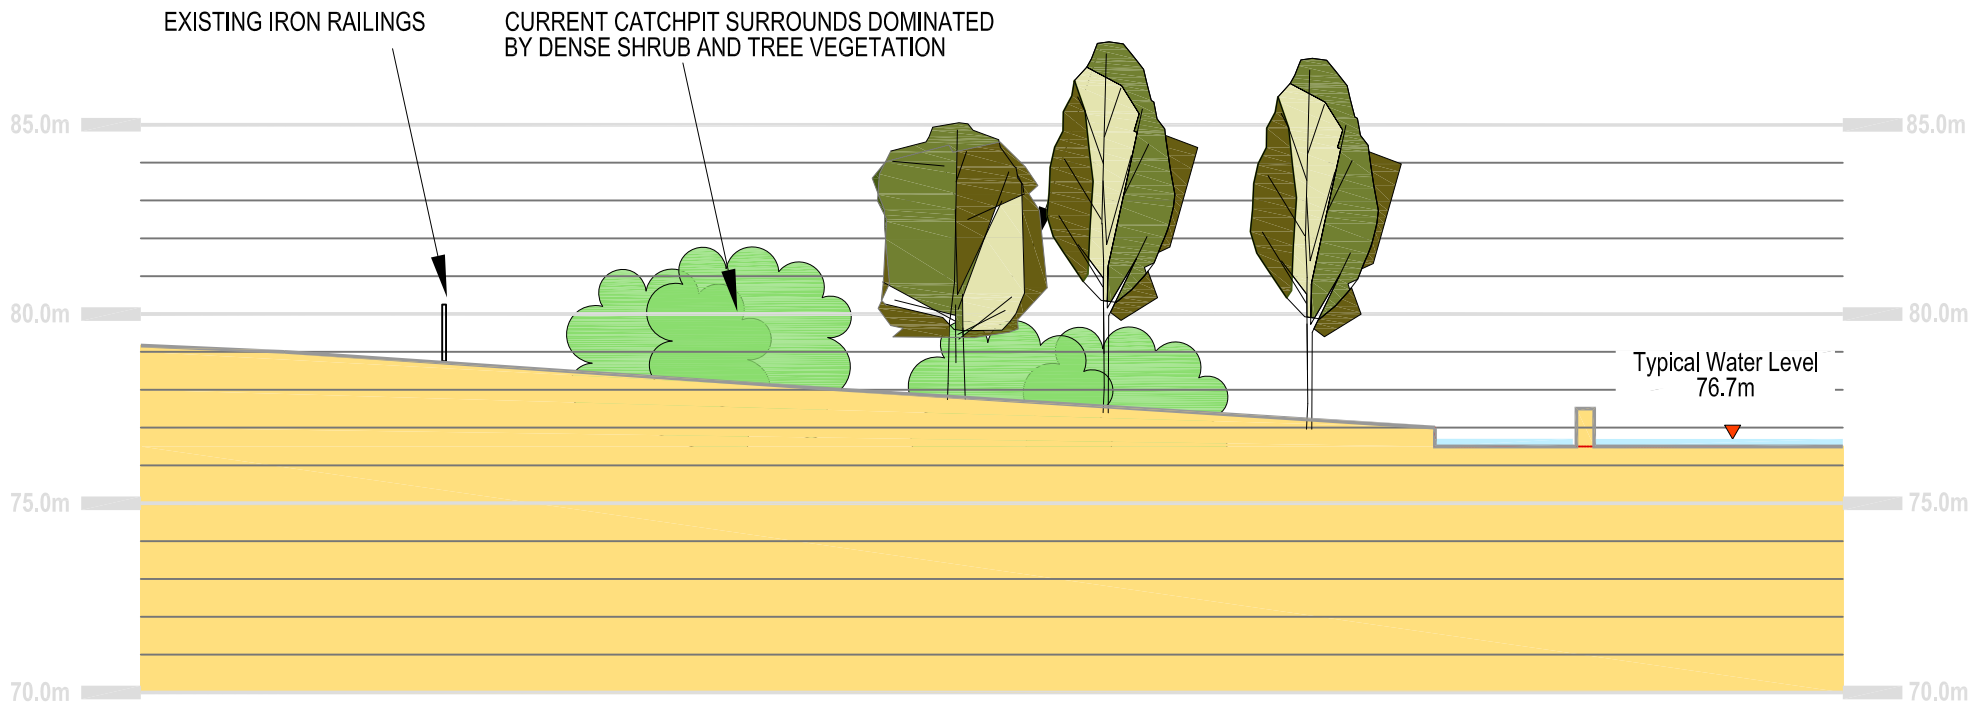 EXISTING IRON RAILINGS
CURRENT CATCHPIT SURROUNDS DOMINATED
BY DENSE SHRUB AND TREE VEGETATION
85.0m
85.0m
80.0m
80.0m
Typical Water Level
76.7m
75.0m
75.0m
70.0m
70.0m